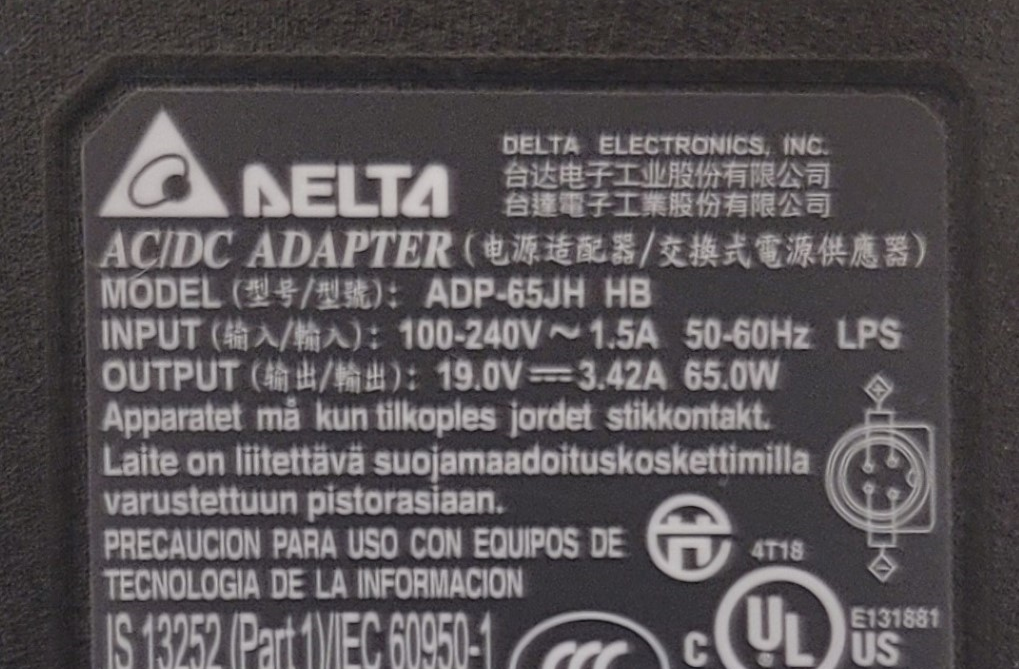 DELTA
DELTA ELECTRONICS, INC.
台达电子工业股份有限公司
台達電子工業股份有限公司
AC/DC ADAPTER (电源适配器/交換式電源供應器)
MODEL (型号/型號): ADP-65JH HB
INPUT (输入/輸入): 100-240V ~ 1.5A 50-60Hz LPS
OUTPUT (输出/輸出): 19.0V ⎓ 3.42A 65.0W
Apparatet må kun tilkoples jordet stikkontakt.
Laite on liitettävä suojamaadoituskoskettimilla
varustettuun pistorasiaan.
PRECAUCION PARA USO CON EQUIPOS DE
TECNOLOGIA DE LA INFORMACION
4T18
IS 13252 (Part 1)/IEC 60950-1
CCC
c UL US
E131881